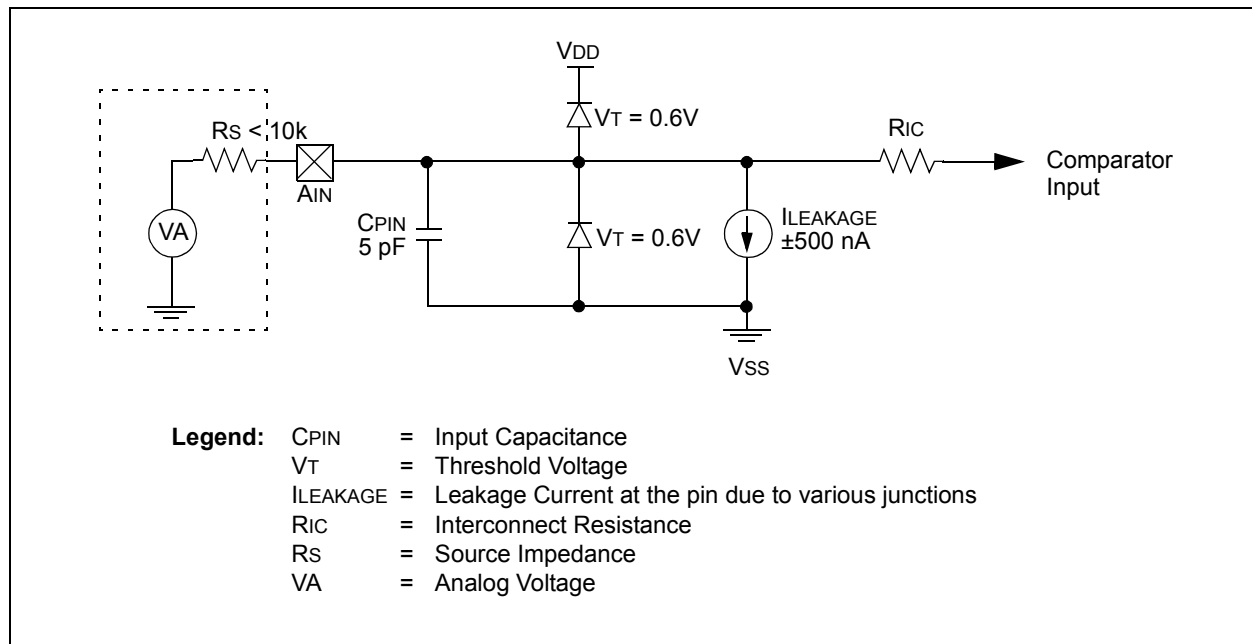 VDD
VT = 0.6V
RS < 10k
RIC
AIN
Comparator
Input
VA
CPIN
5 pF
VT = 0.6V
ILEAKAGE
±500 nA
VSS
Legend: CPIN = Input Capacitance
VT = Threshold Voltage
ILEAKAGE = Leakage Current at the pin due to various junctions
RIC = Interconnect Resistance
RS = Source Impedance
VA = Analog Voltage